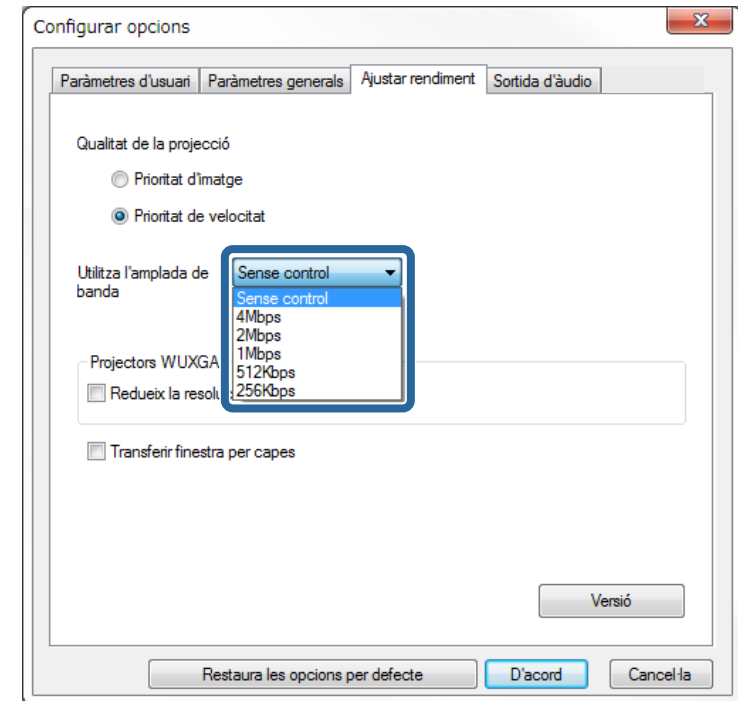 Configurar opcions
Paràmetres d'usuari
Paràmetres generals
Ajustar rendiment
Sortida d'àudio
Qualitat de la projecció
Prioritat d'imatge
Prioritat de velocitat
Utilitza l'amplada de
banda
Sense control
Sense control
4Mbps
2Mbps
1Mbps
512Kbps
256Kbps
Projectors WUXGA
Redueix la
Transferir finestra per capes
Versió
Restaura les opcions per defecte
D'acord
Cancel·la